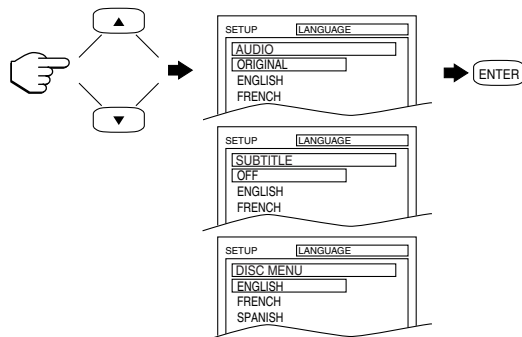 SETUP LANGUAGE
AUDIO
ORIGINAL
ENGLISH
FRENCH
ENTER
SETUP LANGUAGE
SUBTITLE
OFF
ENGLISH
FRENCH
SETUP LANGUAGE
DISC MENU
ENGLISH
FRENCH
SPANISH